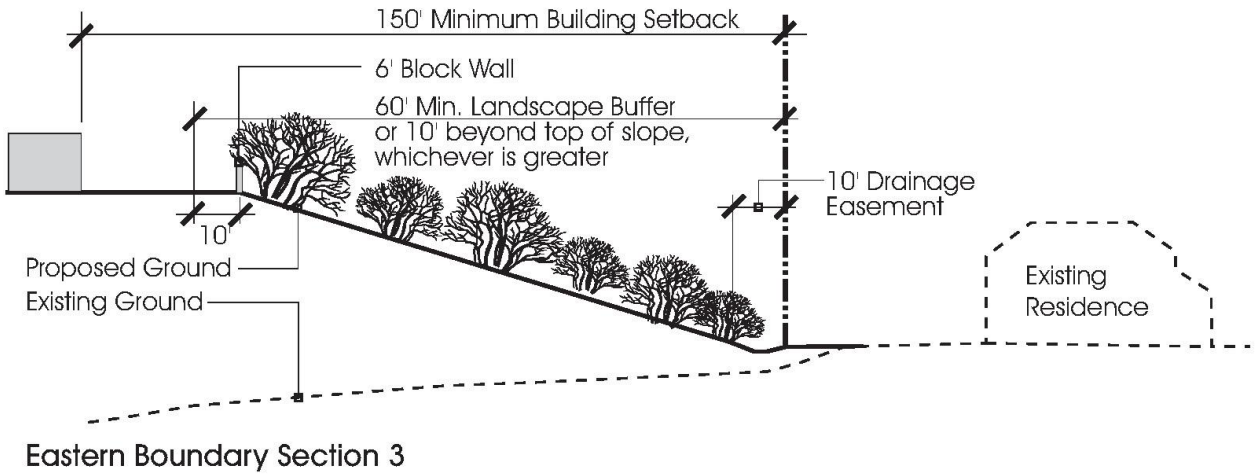 150' Minimum Building Setback
6' Block Wall
60' Min. Landscape Buffer
or 10' beyond top of slope,
whichever is greater
10' Drainage
Easement
10'
Proposed Ground
Existing Ground
Existing
Residence
Eastern Boundary Section 3